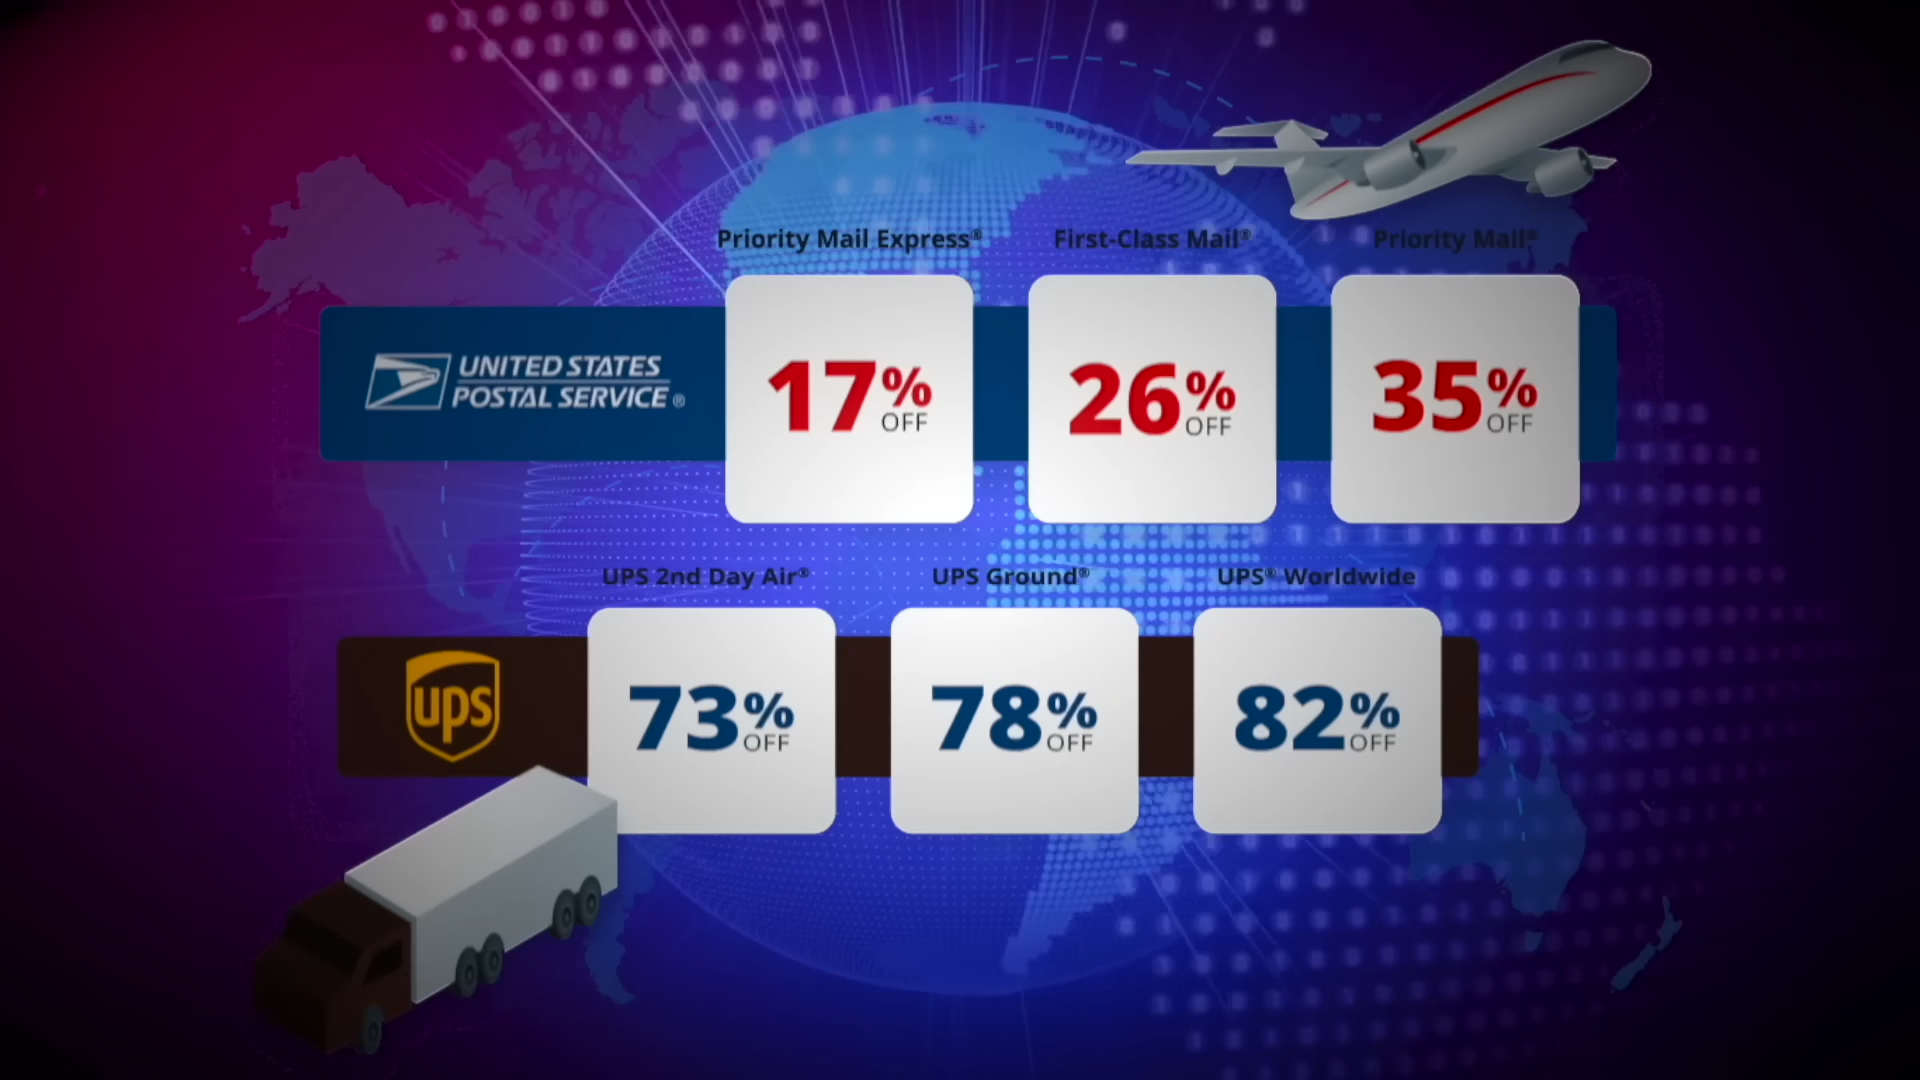 Priority Mail Express® First-Class Mail® Priority Mail®
UNITED STATES
POSTAL SERVICE®
17% OFF
26% OFF
35% OFF
UPS 2nd Day Air® UPS Ground® UPS® Worldwide
ups
73% OFF
78% OFF
82% OFF